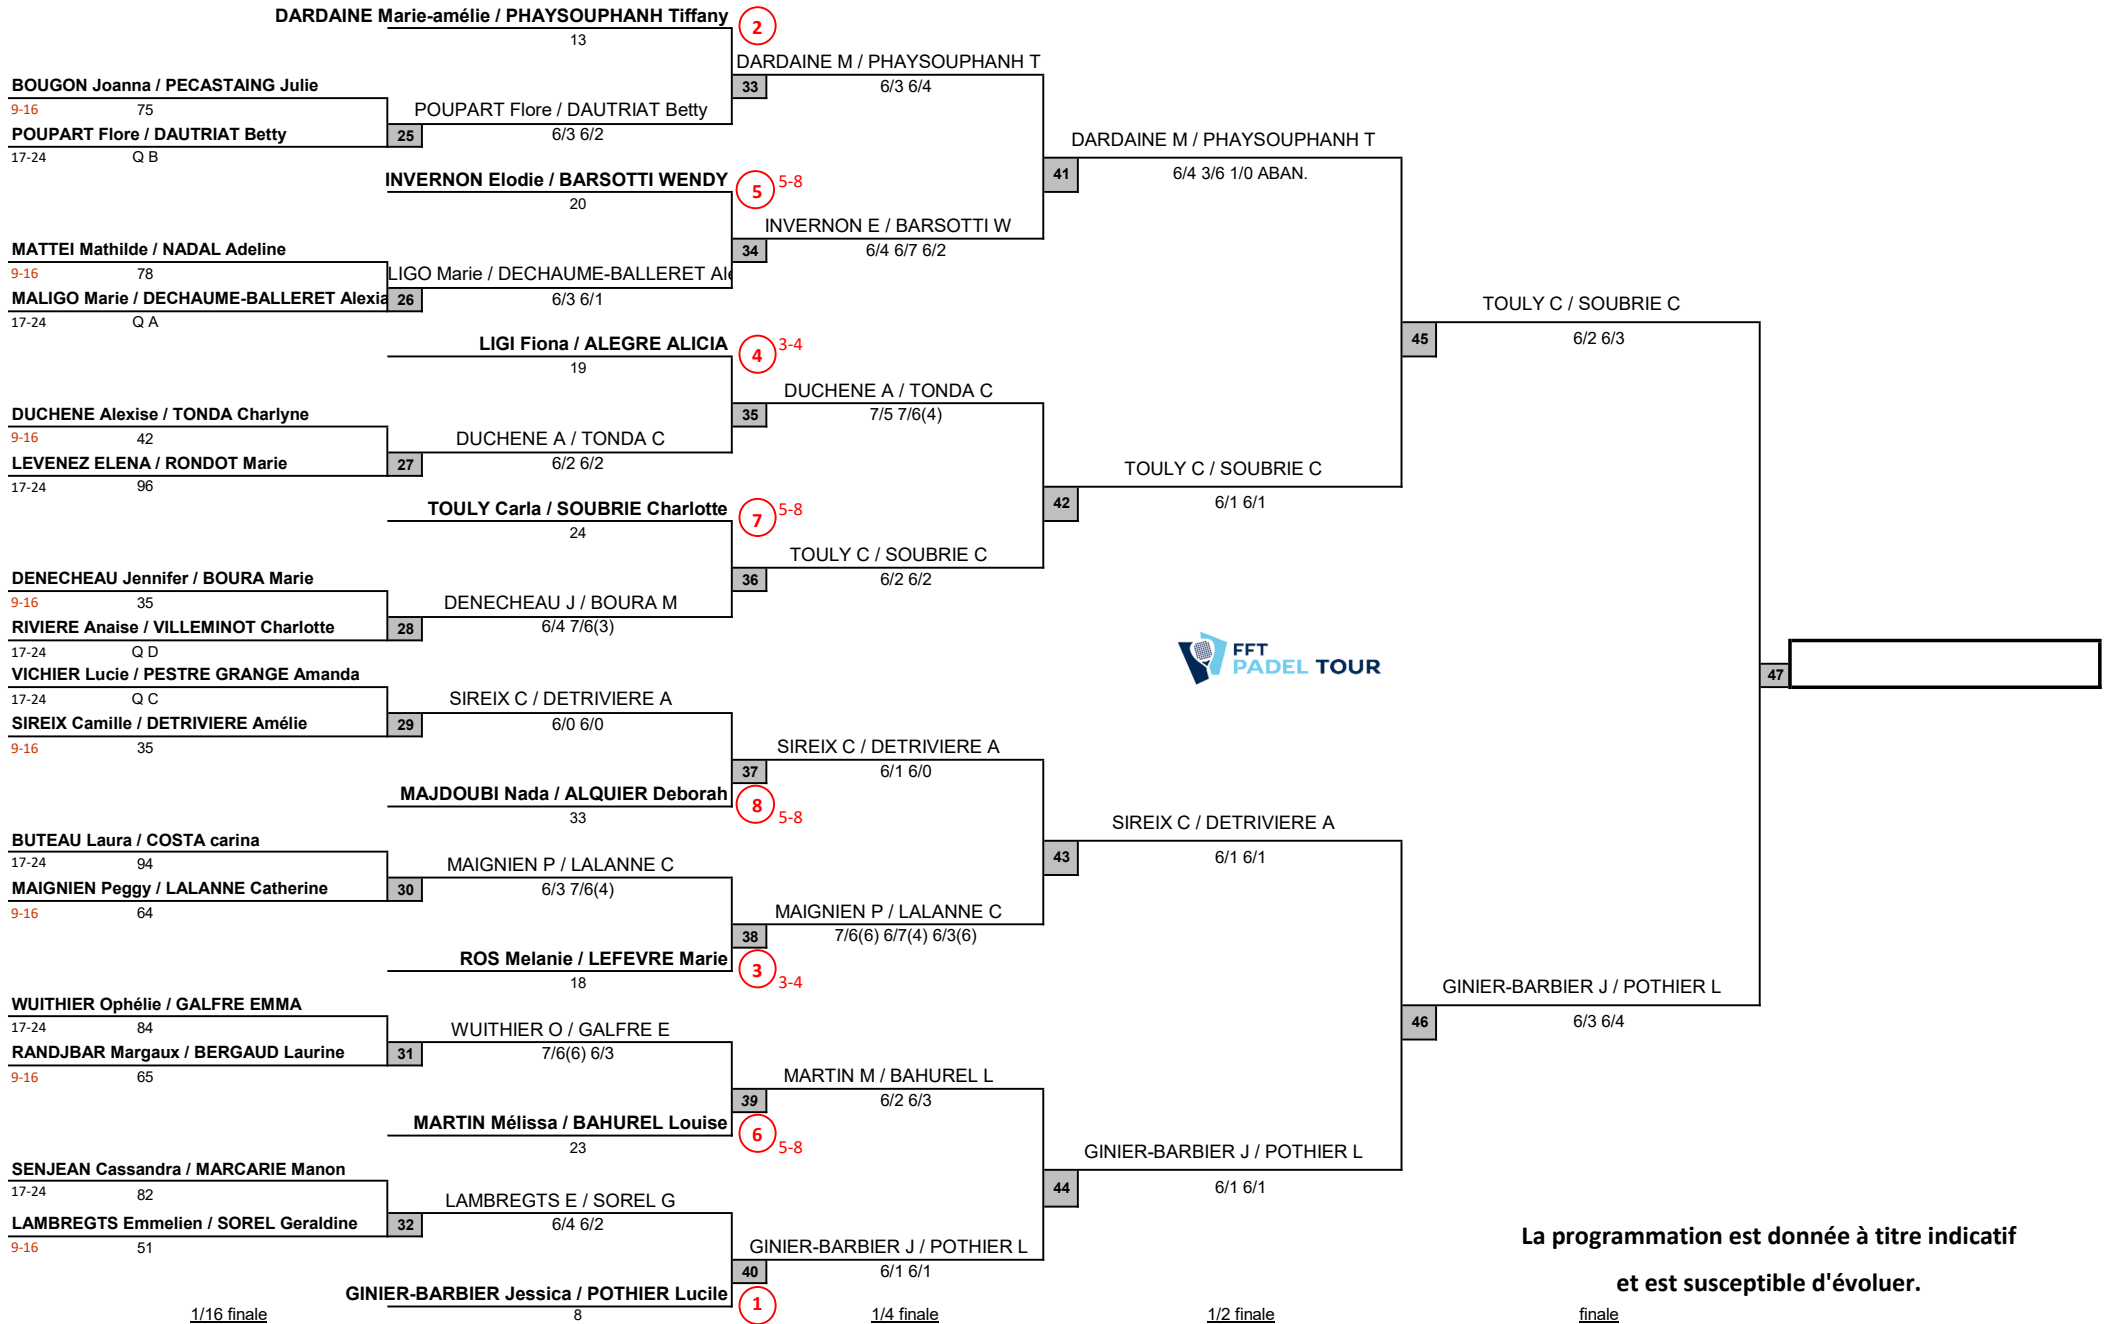 DARDAINE Marie-amélie / PHAYSOUPHANH Tiffany
2
13
DARDAINE M / PHAYSOUPHANH T
33
6/3 6/4
BOUGON Joanna / PECASTAING Julie
9-16
75
POUPART Flore / DAUTRIAT Betty
POUPART Flore / DAUTRIAT Betty
25
6/3 6/2
17-24
Q B
DARDAINE M / PHAYSOUPHANH T
41
6/4 3/6 1/0 ABAN.
INVERNON Elodie / BARSOTTI WENDY
5
5-8
20
INVERNON E / BARSOTTI W
34
6/4 6/7 6/2
MATTEI Mathilde / NADAL Adeline
9-16
78
LIGO Marie / DECHAUME-BALLERET Ale
MALIGO Marie / DECHAUME-BALLERET Alexia
26
6/3 6/1
17-24
Q A
TOULY C / SOUBRIE C
45
6/2 6/3
LIGI Fiona / ALEGRE ALICIA
4
3-4
19
DUCHENE A / TONDA C
35
7/5 7/6(4)
DUCHENE Alexise / TONDA Charlyne
9-16
42
DUCHENE A / TONDA C
LEVENEZ ELENA / RONDOT Marie
27
6/2 6/2
17-24
96
TOULY C / SOUBRIE C
42
6/1 6/1
TOULY Carla / SOUBRIE Charlotte
7
5-8
24
TOULY C / SOUBRIE C
36
6/2 6/2
DENECHEAU Jennifer / BOURA Marie
9-16
35
DENECHEAU J / BOURA M
RIVIERE Anaise / VILLEMINOT Charlotte
28
6/4 7/6(3)
17-24
Q D
FFT
PADEL TOUR
47
VICHIER Lucie / PESTRE GRANGE Amanda
17-24
Q C
SIREIX C / DETRIVIERE A
SIREIX Camille / DETRIVIERE Amélie
29
6/0 6/0
9-16
35
SIREIX C / DETRIVIERE A
37
6/1 6/0
MAJDOUBI Nada / ALQUIER Deborah
8
5-8
33
SIREIX C / DETRIVIERE A
43
6/1 6/1
BUTEAU Laura / COSTA carina
17-24
94
MAIGNIEN P / LALANNE C
MAIGNIEN Peggy / LALANNE Catherine
30
6/3 7/6(4)
9-16
64
MAIGNIEN P / LALANNE C
38
7/6(6) 6/7(4) 6/3(6)
ROS Melanie / LEFEVRE Marie
3
3-4
18
GINIER-BARBIER J / POTHIER L
46
6/3 6/4
WUITHIER Ophélie / GALFRE EMMA
17-24
84
WUITHIER O / GALFRE E
RANDJBAR Margaux / BERGAUD Laurine
31
7/6(6) 6/3
9-16
65
MARTIN M / BAHUREL L
39
6/2 6/3
MARTIN Mélissa / BAHUREL Louise
6
5-8
23
GINIER-BARBIER J / POTHIER L
44
6/1 6/1
SENJEAN Cassandra / MARCARIE Manon
17-24
82
LAMBREGTS E / SOREL G
LAMBREGTS Emmelien / SOREL Geraldine
32
6/4 6/2
9-16
51
GINIER-BARBIER J / POTHIER L
40
6/1 6/1
GINIER-BARBIER Jessica / POTHIER Lucile
1
8
La programmation est donnée à titre indicatif
et est susceptible d'évoluer.
1/16 finale
1/4 finale
1/2 finale
finale